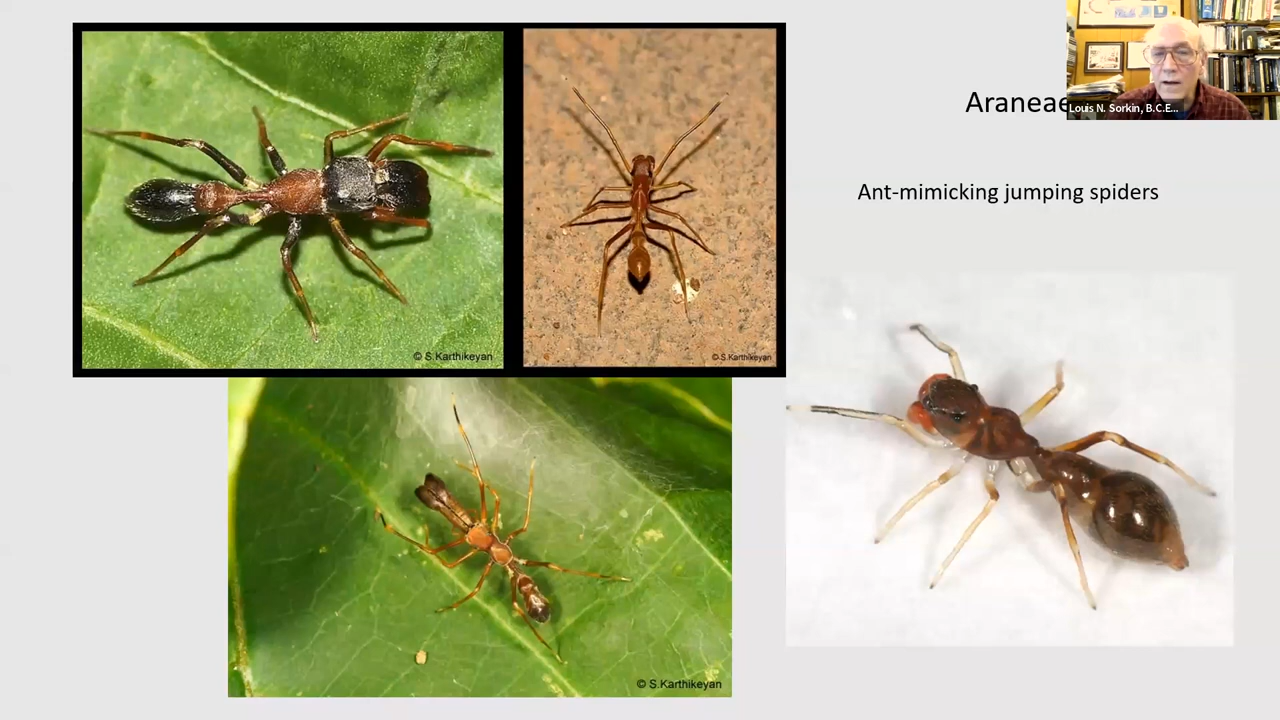 Araneae
Louis N. Sorkin, B.C.E...
Ant-mimicking jumping spiders
© S.Karthikeyan
© S.Karthikeyan
© S.Karthikeyan